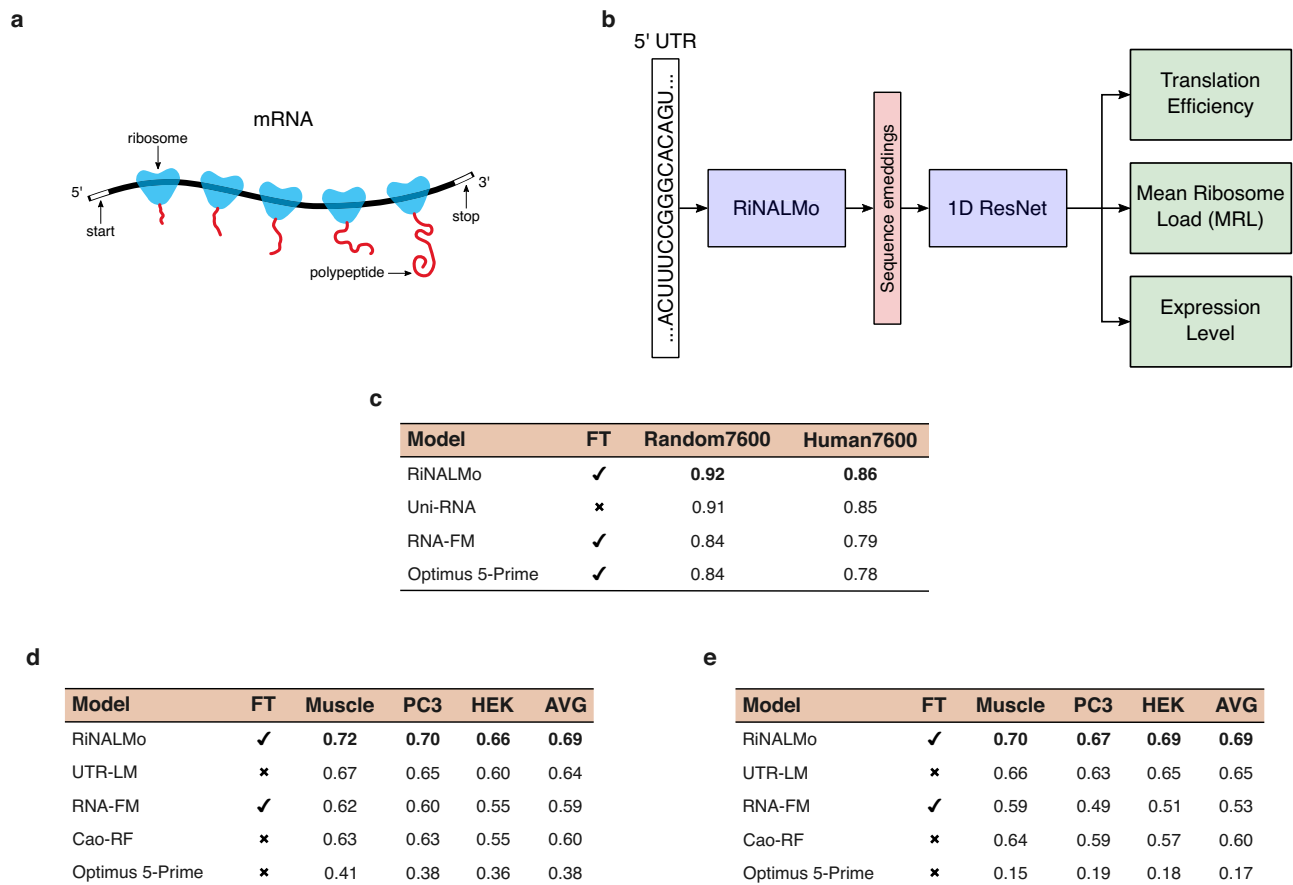 a
mRNA
ribosome
5'
3'
start
stop
polypeptide
b
5' UTR
...ACUUUCCGGGCACAGU...
RiNALMo
Sequence emeddings
1D ResNet
Translation
Efficiency
Mean Ribosome
Load (MRL)
Expression
Level
c
Model FT Random7600 Human7600
RiNALMo ✓ 0.92 0.86
Uni-RNA ✖ 0.91 0.85
RNA-FM ✓ 0.84 0.79
Optimus 5-Prime ✓ 0.84 0.78
d
Model FT Muscle PC3 HEK AVG
RiNALMo ✓ 0.72 0.70 0.66 0.69
UTR-LM ✖ 0.67 0.65 0.60 0.64
RNA-FM ✓ 0.62 0.60 0.55 0.59
Cao-RF ✖ 0.63 0.63 0.55 0.60
Optimus 5-Prime ✖ 0.41 0.38 0.36 0.38
e
Model FT Muscle PC3 HEK AVG
RiNALMo ✓ 0.70 0.67 0.69 0.69
UTR-LM ✖ 0.66 0.63 0.65 0.65
RNA-FM ✓ 0.59 0.49 0.51 0.53
Cao-RF ✖ 0.64 0.59 0.57 0.60
Optimus 5-Prime ✖ 0.15 0.19 0.18 0.17